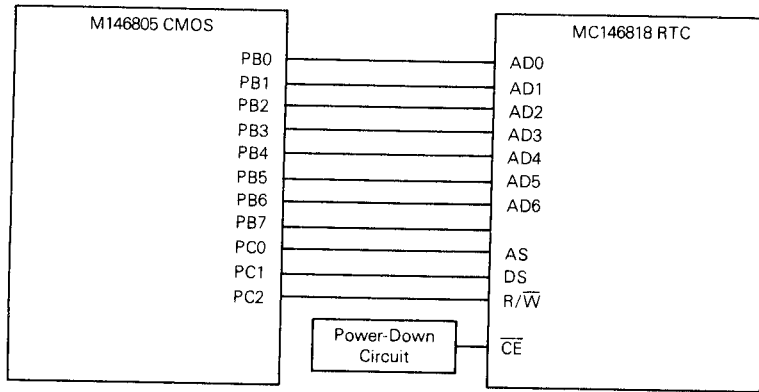 M146805 CMOS
MC146818 RTC
PB0
PB1
PB2
PB3
PB4
PB5
PB6
PB7
PC0
PC1
PC2
AD0
AD1
AD2
AD3
AD4
AD5
AD6
AS
DS
R/W̅
C̅E̅
Power-Down
Circuit